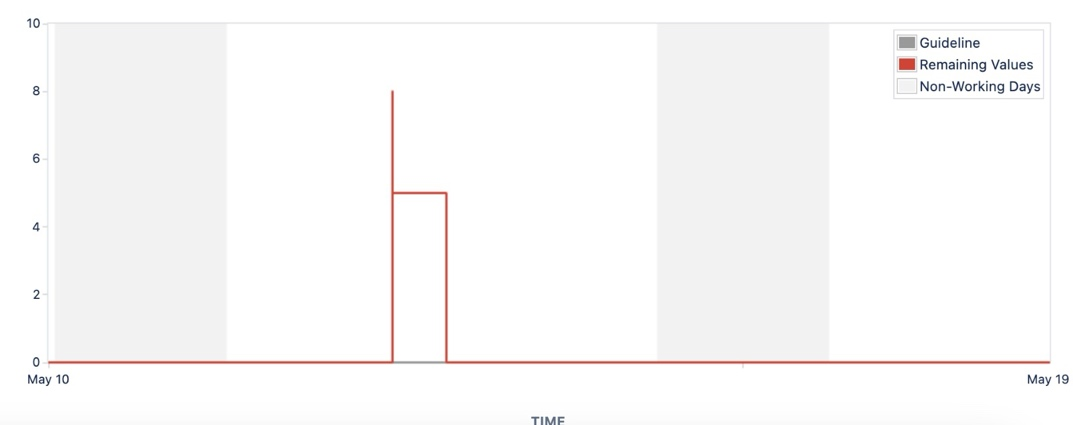 10
Guideline
Remaining Values
Non-Working Days
8
6
4
2
0
May 10
May 19
TIME